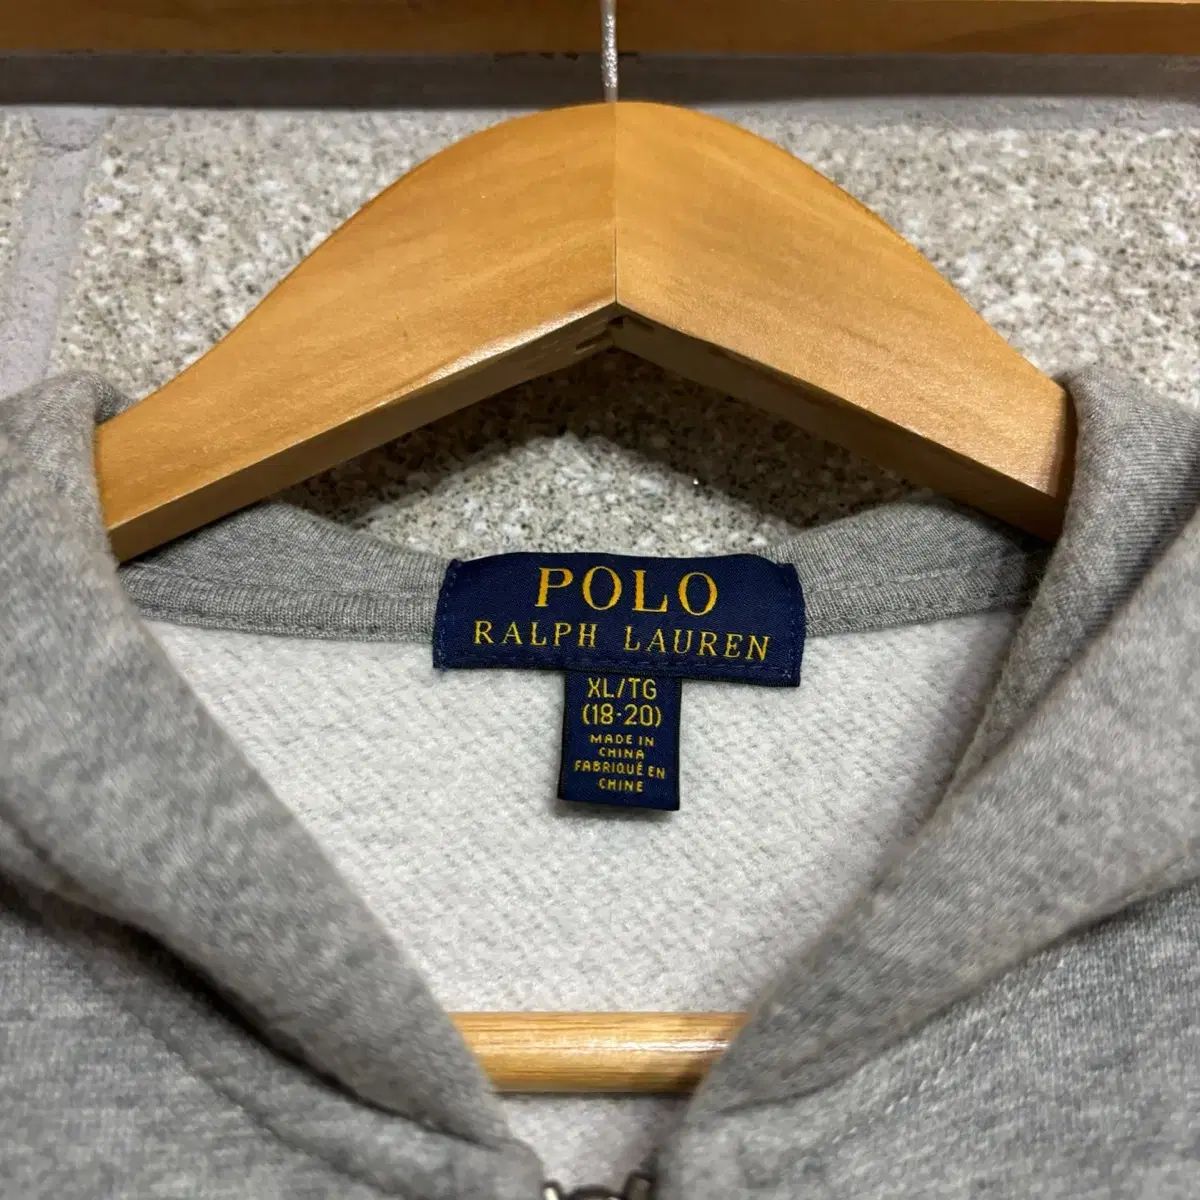 POLO
RALPH LAUREN
XL/TG
(18-20)
MADE IN
CHINA
FABRIQUÉ EN
CHINE